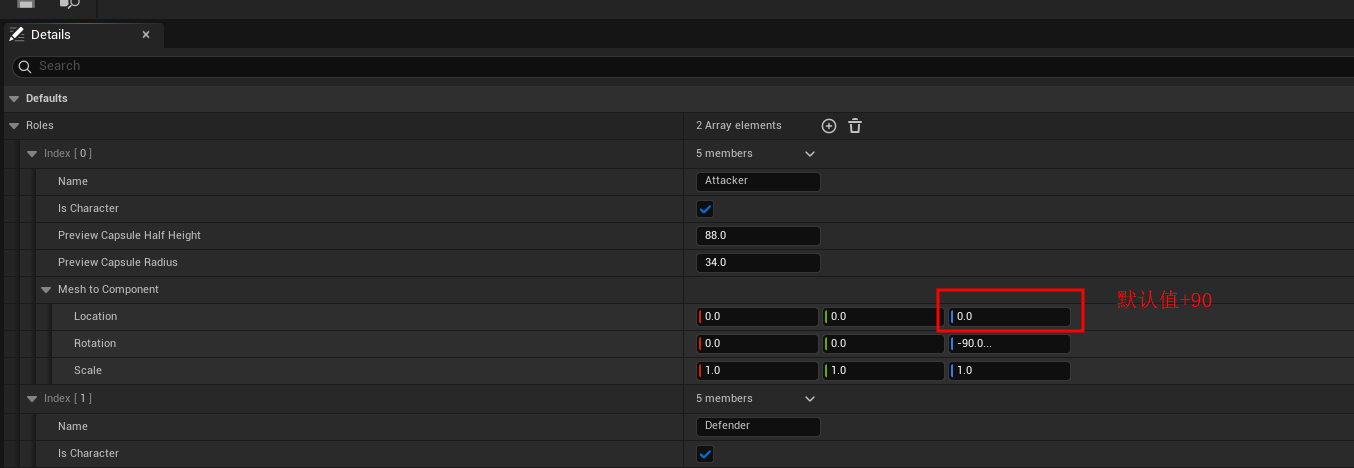 Details
Search
Defaults
Roles
2 Array elements
Index [ 0 ]
5 members
Name
Attacker
Is Character
Preview Capsule Half Height
88.0
Preview Capsule Radius
34.0
Mesh to Component
默认值+90
Location
0.0
0.0
0.0
Rotation
0.0
0.0
-90.0...
Scale
1.0
1.0
1.0
Index [ 1 ]
5 members
Name
Defender
Is Character